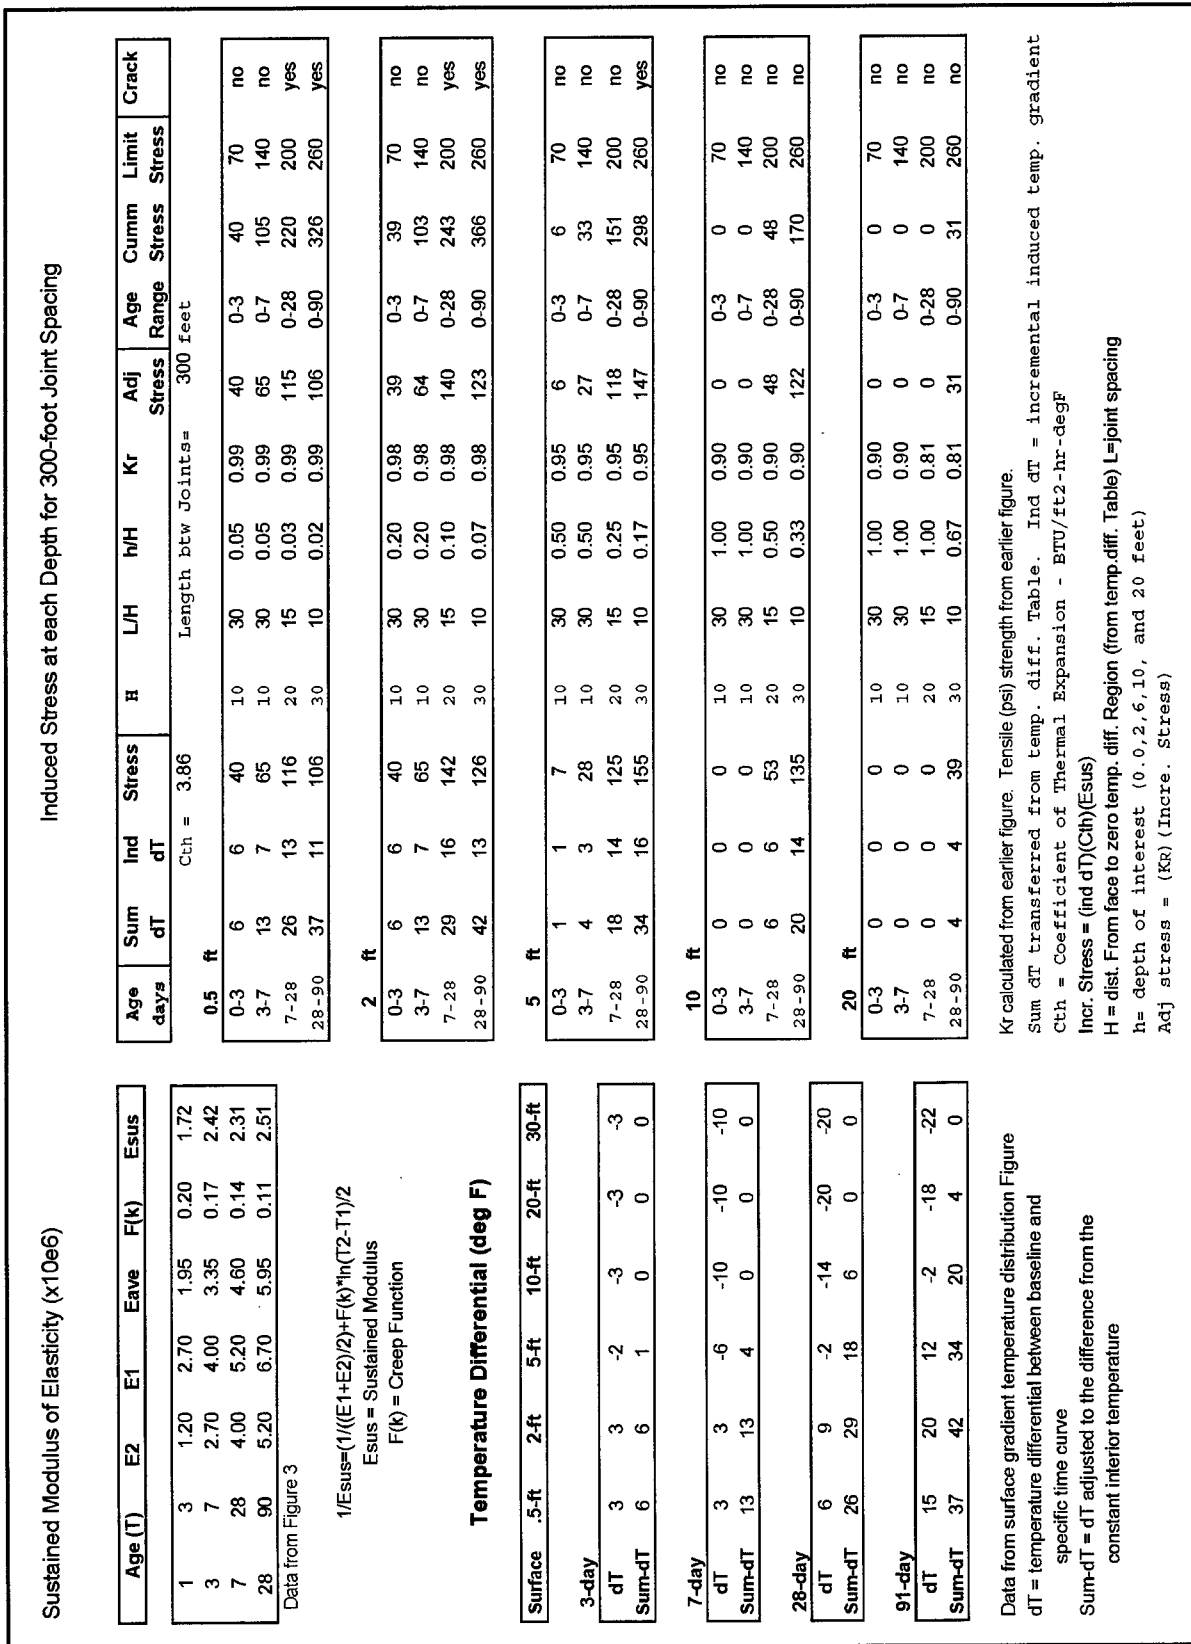 Sustained Modulus of Elasticity (x10e6)
Age (T) E2 E1 Eave F(k) Esus
1 3 1.20 2.70 1.95 0.20 1.72
3 7 2.70 4.00 3.35 0.17 2.42
7 28 4.00 5.20 4.60 0.14 2.31
28 90 5.20 6.70 5.95 0.11 2.51
Data from Figure 3
1/Esus=(1/((E1+E2)/2)+F(k)*ln(T2-T1)/2
Esus = Sustained Modulus
F(k) = Creep Function
Temperature Differential (deg F)
Surface .5-ft 2-ft 5-ft 10-ft 20-ft 30-ft
3-day
dT 3 3 -2 -3 -3 -3
Sum-dT 6 6 1 0 0 0
7-day
dT 3 3 -6 -10 -10 -10
Sum-dT 13 13 4 0 0 0
28-day
dT 6 9 -2 -14 -20 -20
Sum-dT 26 29 18 6 0 0
91-day
dT 15 20 12 -2 -18 -22
Sum-dT 37 42 34 20 4 0
Data from surface gradient temperature distribution Figure
dT = temperature differential between baseline and
specific time curve
Sum-dT = dT adjusted to the difference from the
constant interior temperature
Induced Stress at each Depth for 300-foot Joint Spacing
Age Sum Ind Stress H L/H h/H Kr Adj Age Cumm Limit Crack
days dT dT Stress Range Stress Stress
Cth = 3.86 Length btw Joints= 300 feet
0.5 ft
0-3 6 6 40 10 30 0.05 0.99 40 0-3 40 70 no
3-7 13 7 65 10 30 0.05 0.99 65 0-7 105 140 no
7-28 26 13 116 20 15 0.03 0.99 115 0-28 220 200 yes
28-90 37 11 106 30 10 0.02 0.99 106 0-90 326 260 yes
2 ft
0-3 6 6 40 10 30 0.20 0.98 39 0-3 39 70 no
3-7 13 7 65 10 30 0.20 0.98 64 0-7 103 140 no
7-28 29 16 142 20 15 0.10 0.98 140 0-28 243 200 yes
28-90 42 13 126 30 10 0.07 0.98 123 0-90 366 260 yes
5 ft
0-3 1 1 7 10 30 0.50 0.95 6 0-3 6 70 no
3-7 4 3 28 10 30 0.50 0.95 27 0-7 33 140 no
7-28 18 14 125 20 15 0.25 0.95 118 0-28 151 200 no
28-90 34 16 155 30 10 0.17 0.95 147 0-90 298 260 yes
10 ft
0-3 0 0 0 10 30 1.00 0.90 0 0-3 0 70 no
3-7 0 0 0 10 30 1.00 0.90 0 0-7 0 140 no
7-28 6 6 53 20 15 0.50 0.90 48 0-28 48 200 no
28-90 20 14 135 30 10 0.33 0.90 122 0-90 170 260 no
20 ft
0-3 0 0 0 10 30 1.00 0.90 0 0-3 0 70 no
3-7 0 0 0 10 30 1.00 0.90 0 0-7 0 140 no
7-28 0 0 0 20 15 1.00 0.81 0 0-28 0 200 no
28-90 4 4 39 30 10 0.67 0.81 31 0-90 31 260 no
Kr calculated from earlier figure. Tensile (psi) strength from earlier figure.
Sum dT transferred from temp. diff. Table. Ind dT = incremental induced temp. gradient
Cth = Coefficient of Thermal Expansion - BTU/ft2-hr-degF
Incr. Stress = (ind dT)(Cth)(Esus)
H = dist. From face to zero temp. diff. Region (from temp.diff. Table) L=joint spacing
h= depth of interest (0.0,2,6,10, and 20 feet)
Adj stress = (KR)(Incre. Stress)